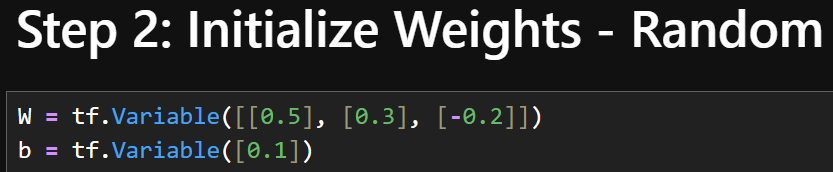 Step 2: Initialize Weights - Random
W = tf.Variable([[0.5], [0.3], [-0.2]])
b = tf.Variable([0.1])